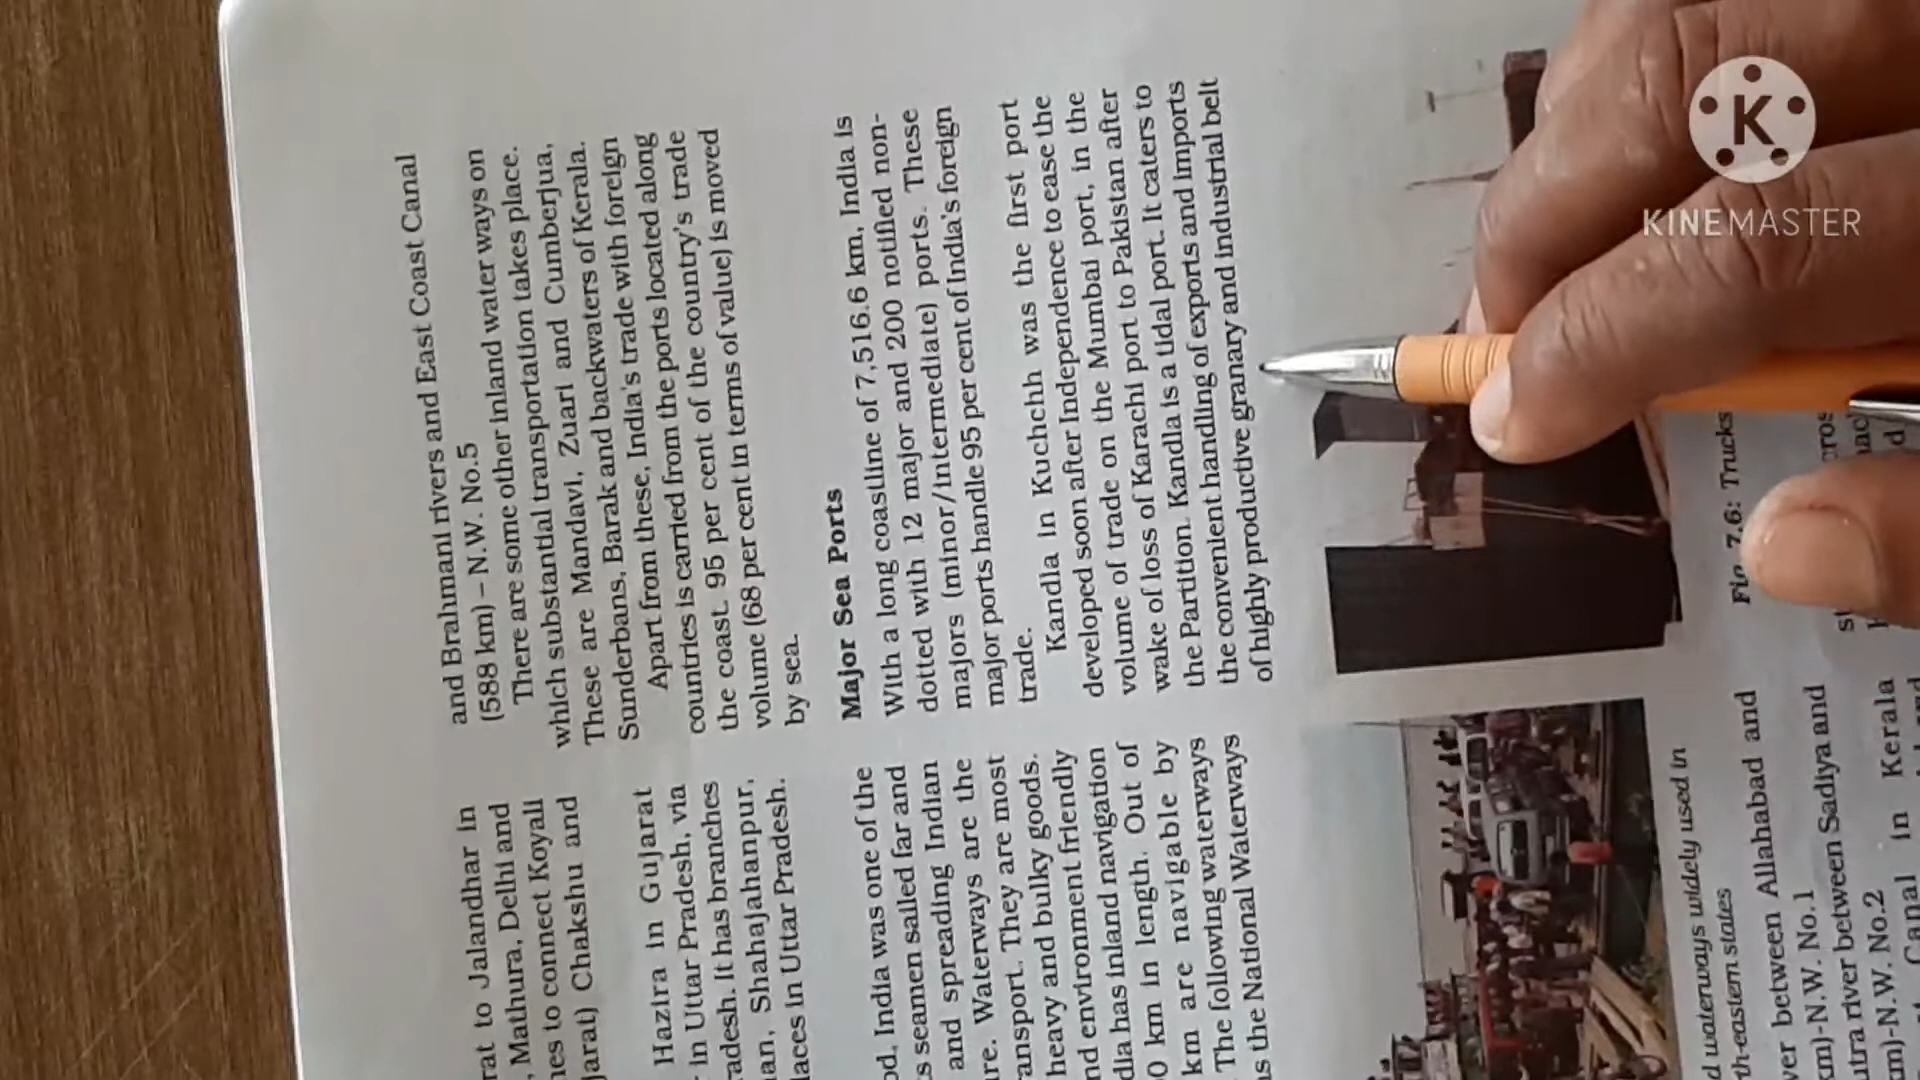 rat to Jalandhar in
, Mathura, Delhi and
nes to connect Koyali
jarat) Chakshu and
Hazira in Gujarat
in Uttar Pradesh, via
radesh. It has branches
han, Shahajahanpur,
laces in Uttar Pradesh.
od, India was one of the
s seamen sailed far and
and spreading Indian
re. Waterways are the
ansport. They are most
heavy and bulky goods.
nd environment friendly
dia has inland navigation
0 km in length. Out of
km are navigable by
The following waterways
as the National Waterways
d waterways widely used in
th-eastern states
ver between Allahabad and
km)-N.W. No.1
utra river between Sadiya and
km)-N.W. No.2
Canal in Kerala
and Brahmani rivers and East Coast Canal
(588 km) – N.W. No.5
There are some other inland water ways on
which substantial transportation takes place.
These are Mandavi, Zuari and Cumberjua,
Sunderbans, Barak and backwaters of Kerala.
Apart from these, India's trade with foreign
countries is carried from the ports located along
the coast. 95 per cent of the country's trade
volume (68 per cent in terms of value) is moved
by sea.
Major Sea Ports
With a long coastline of 7,516.6 km, India is
dotted with 12 major and 200 notified non-
majors (minor/intermediate) ports. These
major ports handle 95 per cent of India's foreign
trade.
Kandla in Kuchchh was the first port
developed soon after Independence to ease the
volume of trade on the Mumbai port, in the
wake of loss of Karachi port to Pakistan after
the Partition. Kandla is a tidal port. It caters to
the convenient handling of exports and imports
of highly productive granary and industrial belt
Fig. 7.6: Trucks
K
KINEMASTER